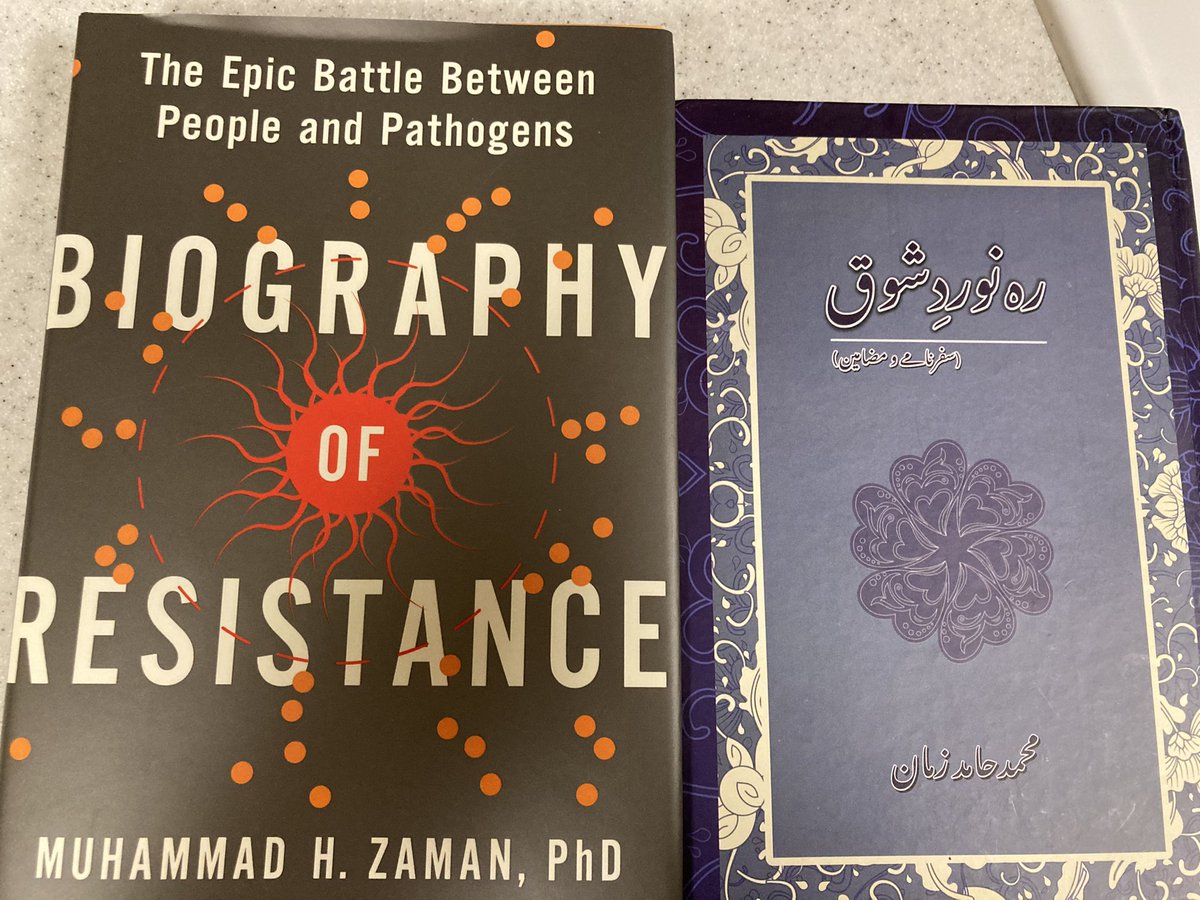 The Epic Battle Between
People and Pathogens
BIOGRAPHY
OF
RESISTANCE
MUHAMMAD H. ZAMAN, PhD
رہ نوردِ شوق
(سفرنامے و مضامین)
محمد حامد زمان